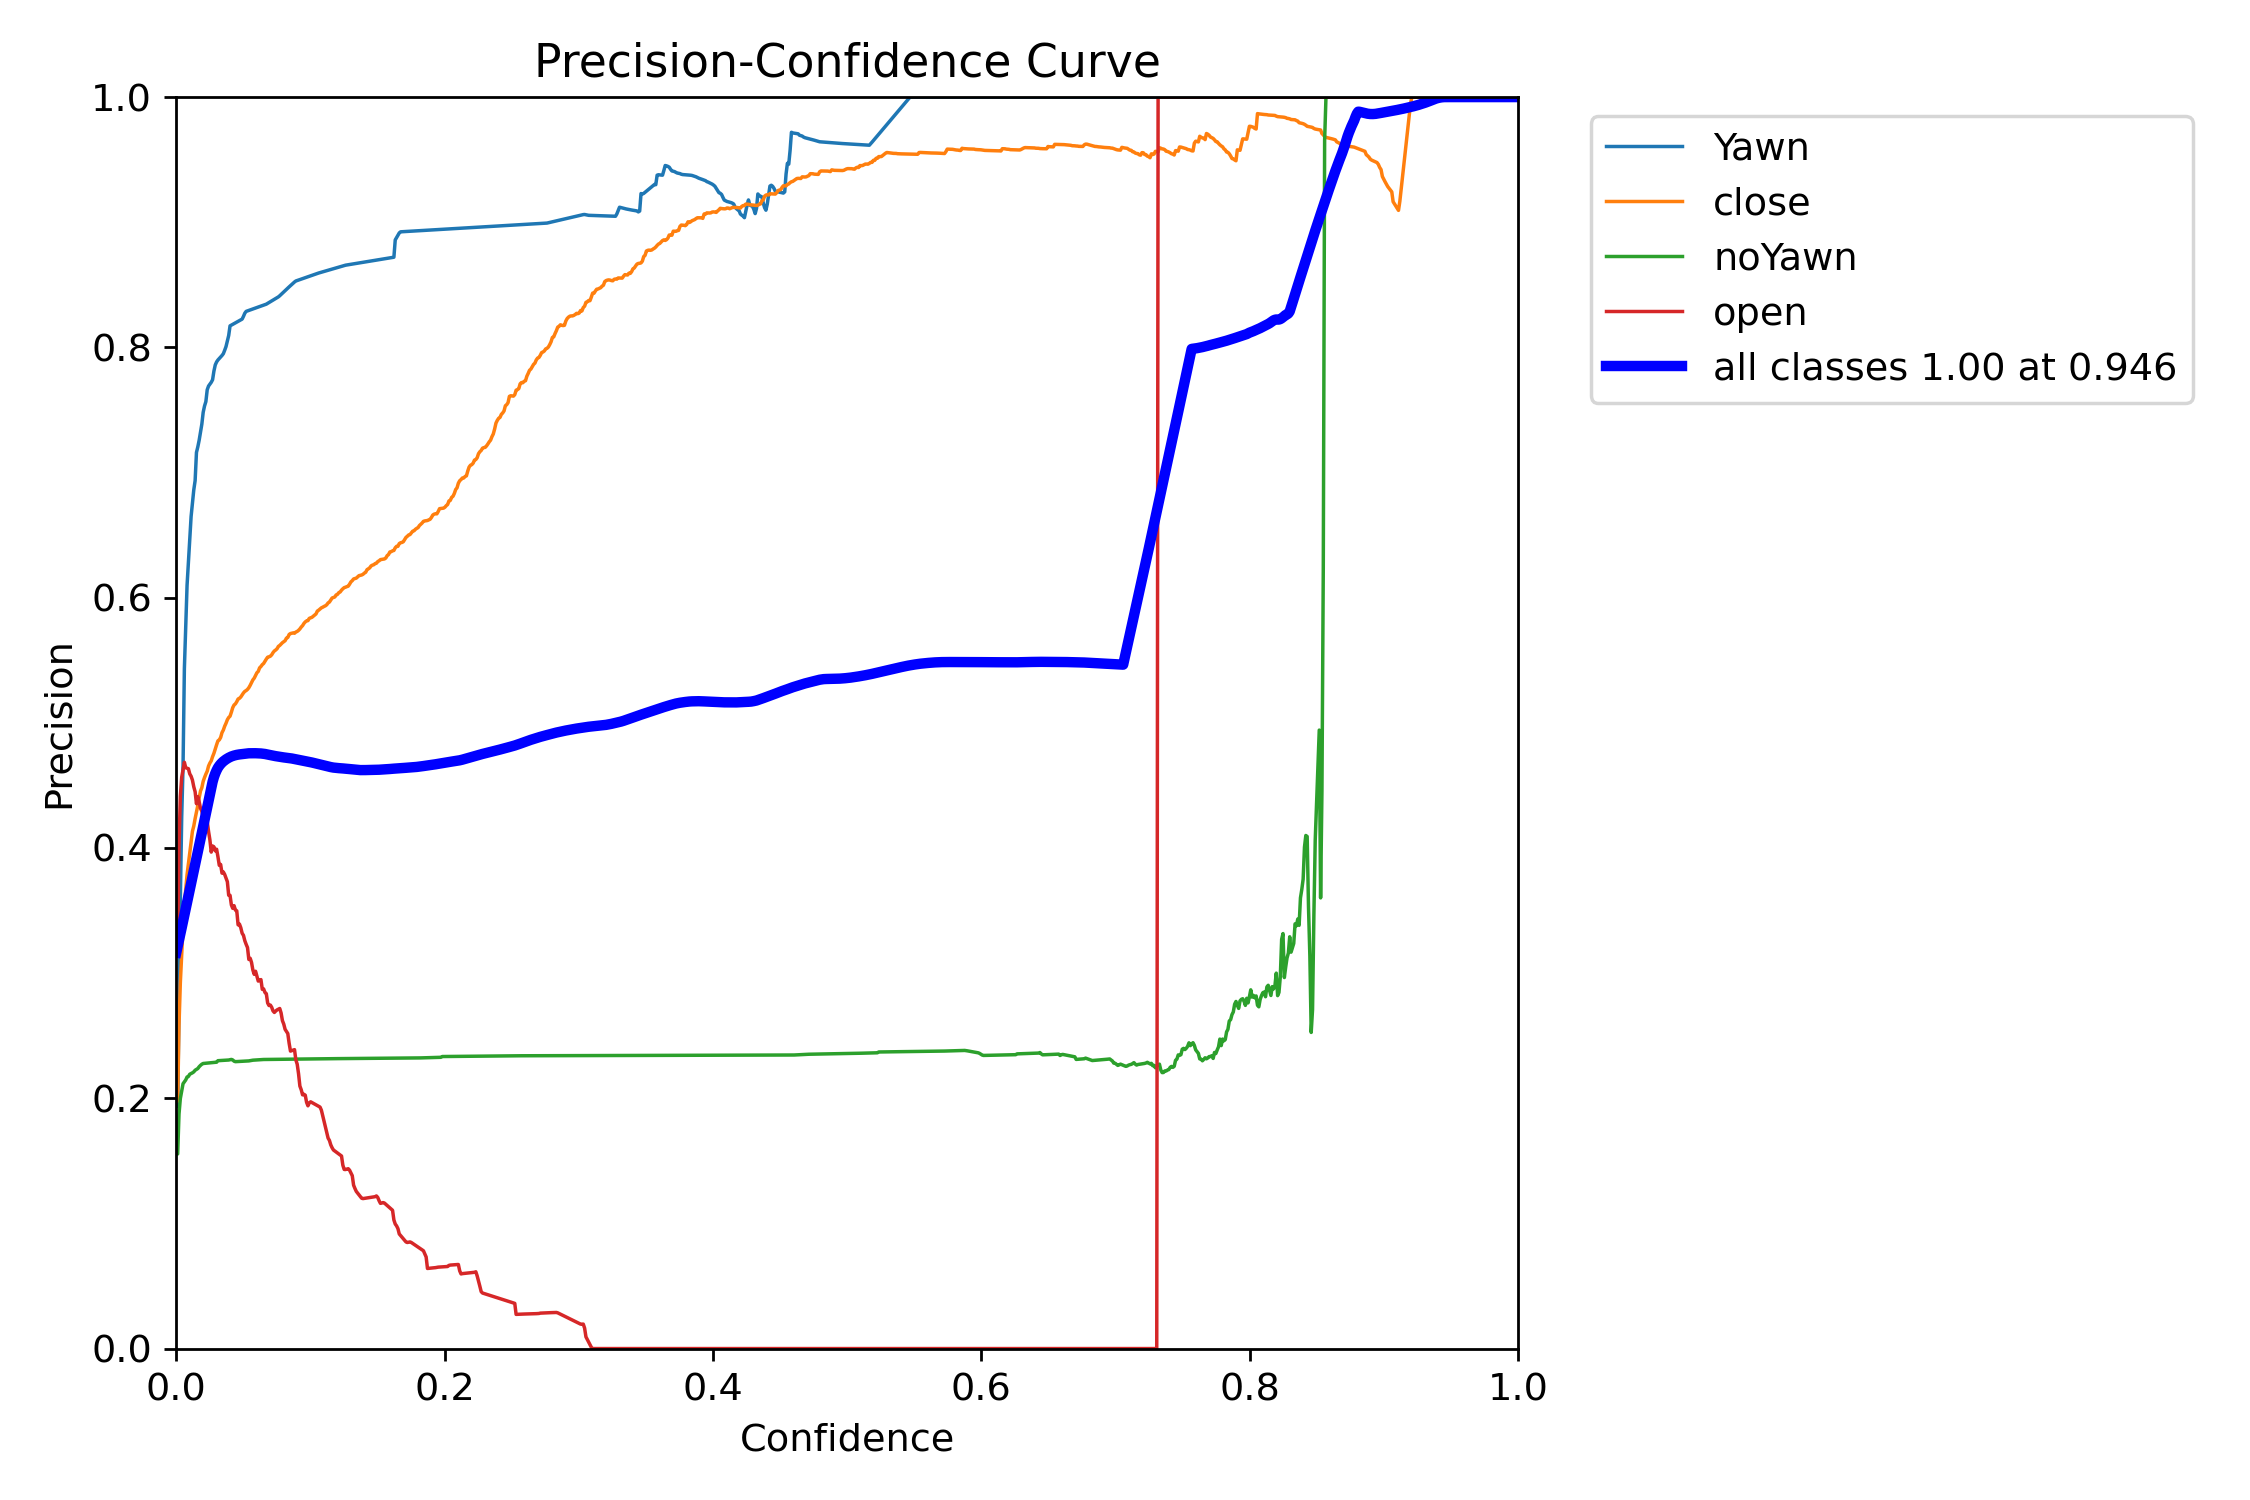 Precision-Confidence Curve
1.0
0.8
0.6
0.4
0.2
0.0
Precision
0.0 0.2 0.4 0.6 0.8 1.0
Confidence
Yawn
close
noYawn
open
all classes 1.00 at 0.946